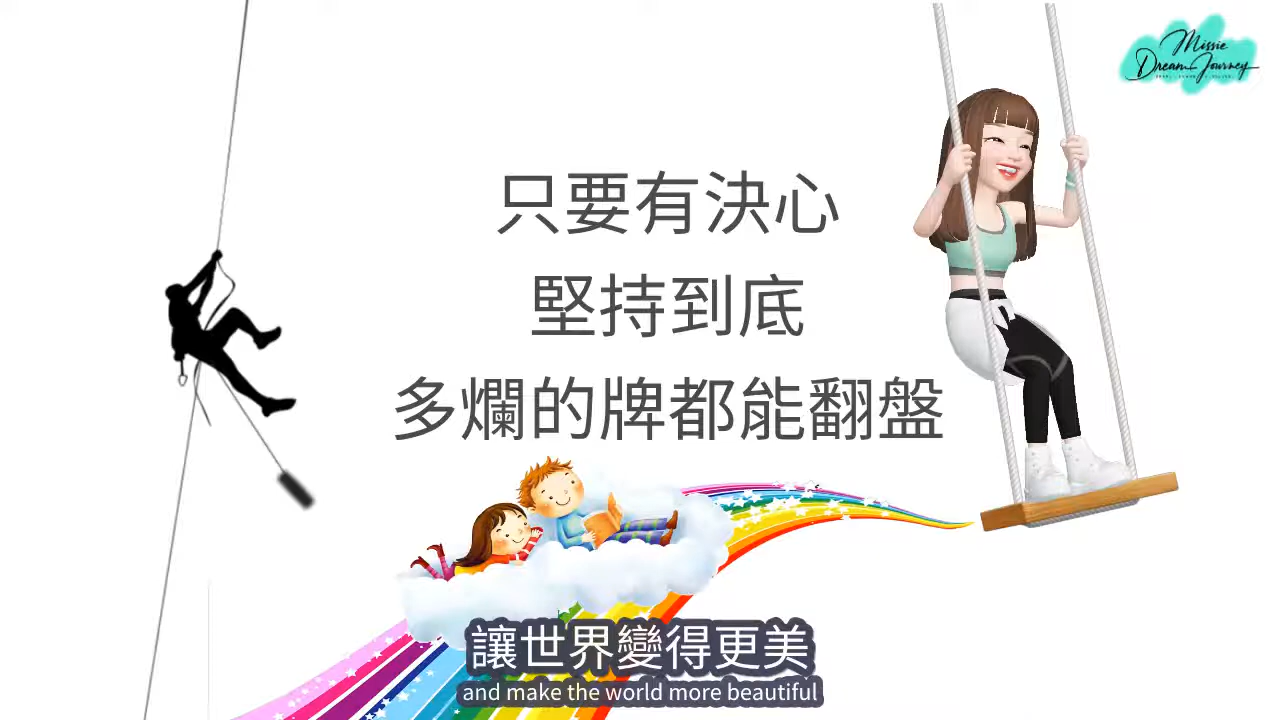 Missie
Dream Journey
只要有決心
堅持到底
多爛的牌都能翻盤
讓世界變得更美
and make the world more beautiful